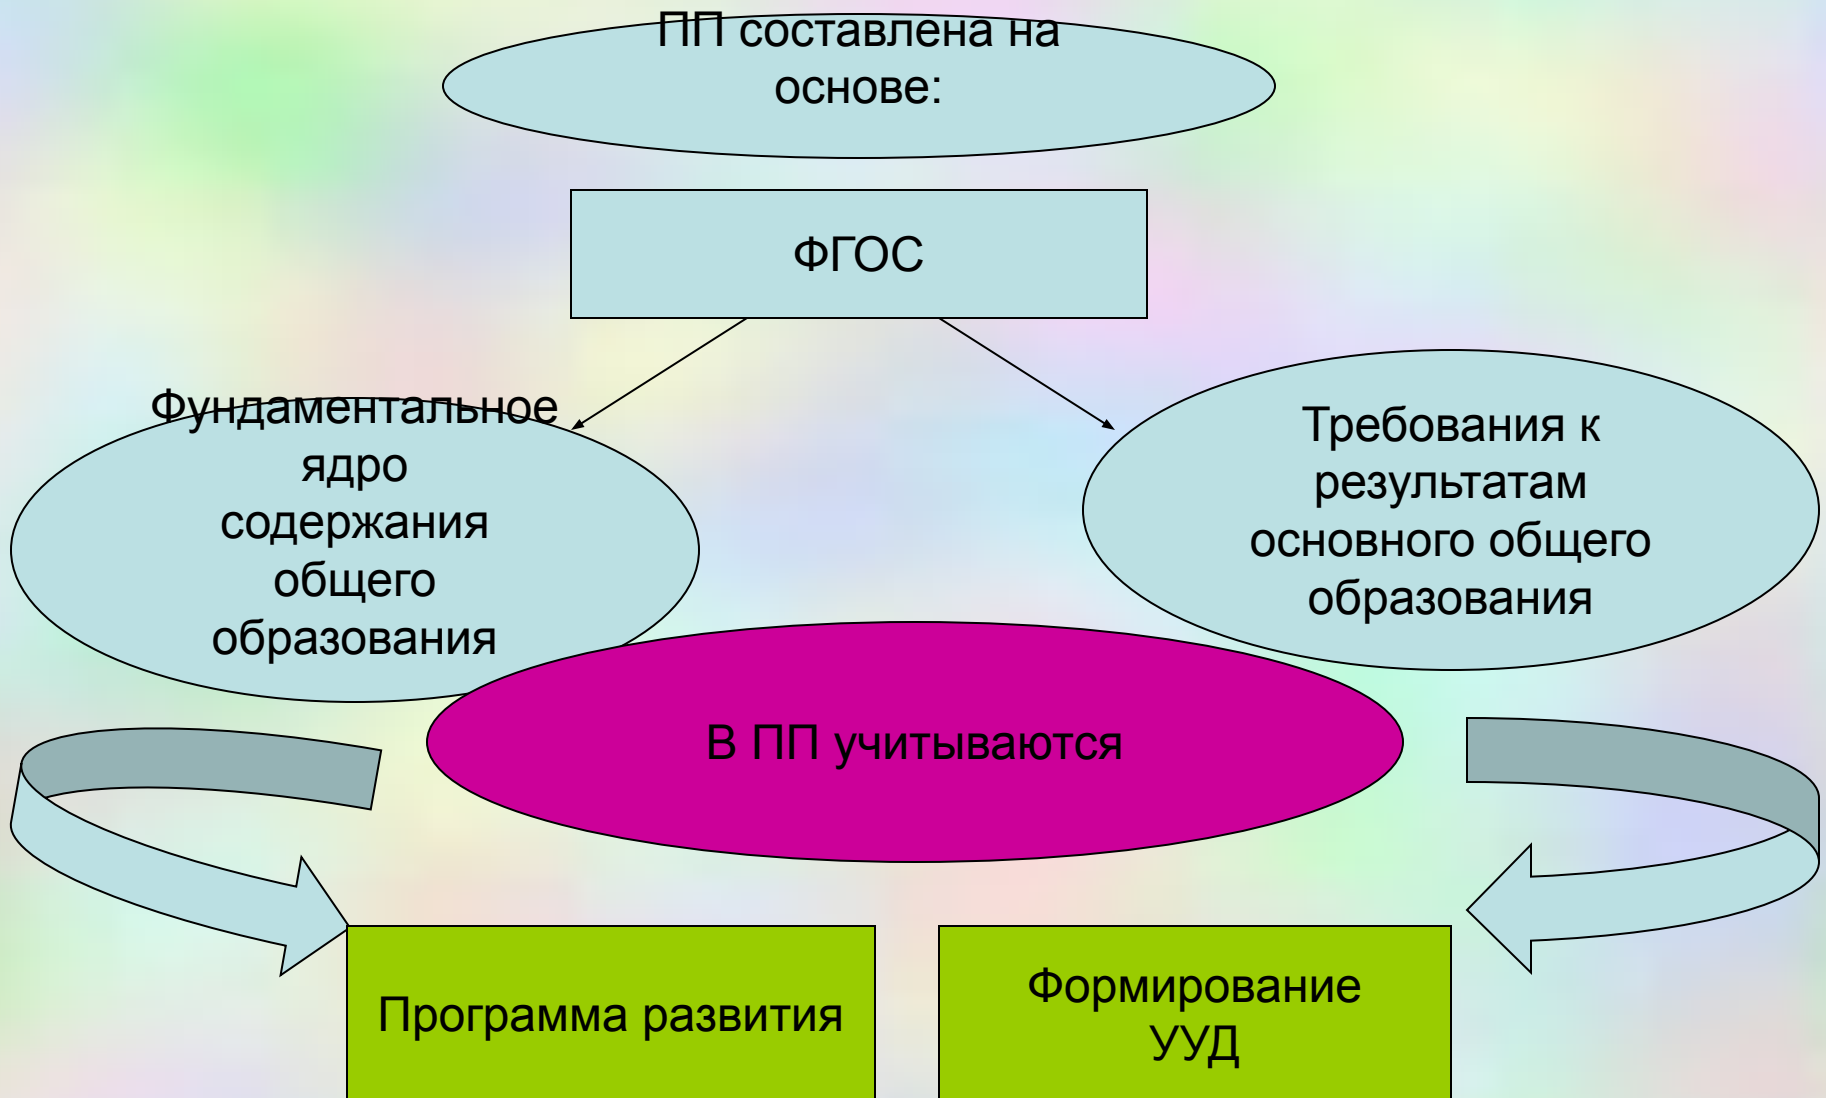 ПП составлена на
основе:
ФГОС
Фундаментальное
ядро
содержания
общего
образования
Требования к
результатам
основного общего
образования
В ПП учитываются
Программа развития
Формирование
УУД